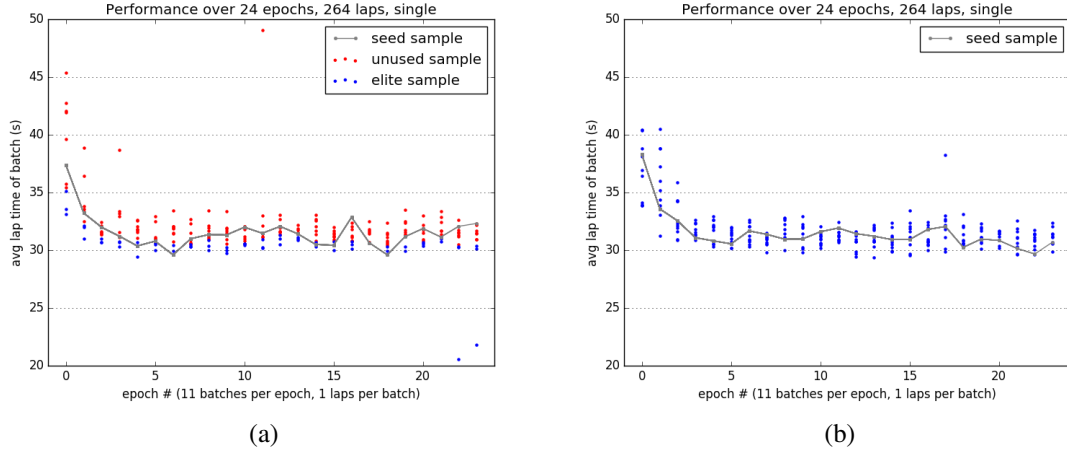 Performance over 24 epochs, 264 laps, single
50
45
40
35
30
25
20
avg lap time of batch (s)
seed sample
unused sample
elite sample
0
5
10
15
20
epoch # (11 batches per epoch, 1 laps per batch)
(a)
Performance over 24 epochs, 264 laps, single
50
45
40
35
30
25
20
avg lap time of batch (s)
seed sample
0
5
10
15
20
epoch # (11 batches per epoch, 1 laps per batch)
(b)